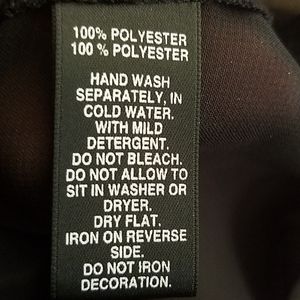 100% POLYESTER
100 % POLYESTER
HAND WASH
SEPARATELY, IN
COLD WATER.
WITH MILD
DETERGENT.
DO NOT BLEACH.
DO NOT ALLOW TO
SIT IN WASHER OR
DRYER.
DRY FLAT.
IRON ON REVERSE
SIDE.
DO NOT IRON
DECORATION.